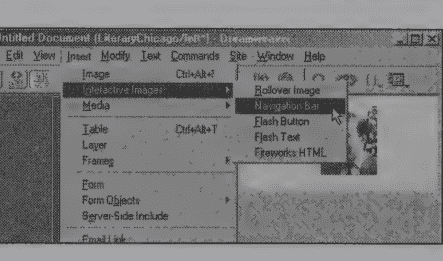 Untitled Document (LiteraryChicago/
Edit View Insert Modify Text Commands Site Window Help
Image Ctrl+Alt+I
Interactive Images
Rollover Image
Media
Navigation Bar
Flash Button
Table Ctrl+Alt+T
Flash Text
Layer
Fireworks HTML
Frames
Form
Form Objects
Server-Side Include
Email Link